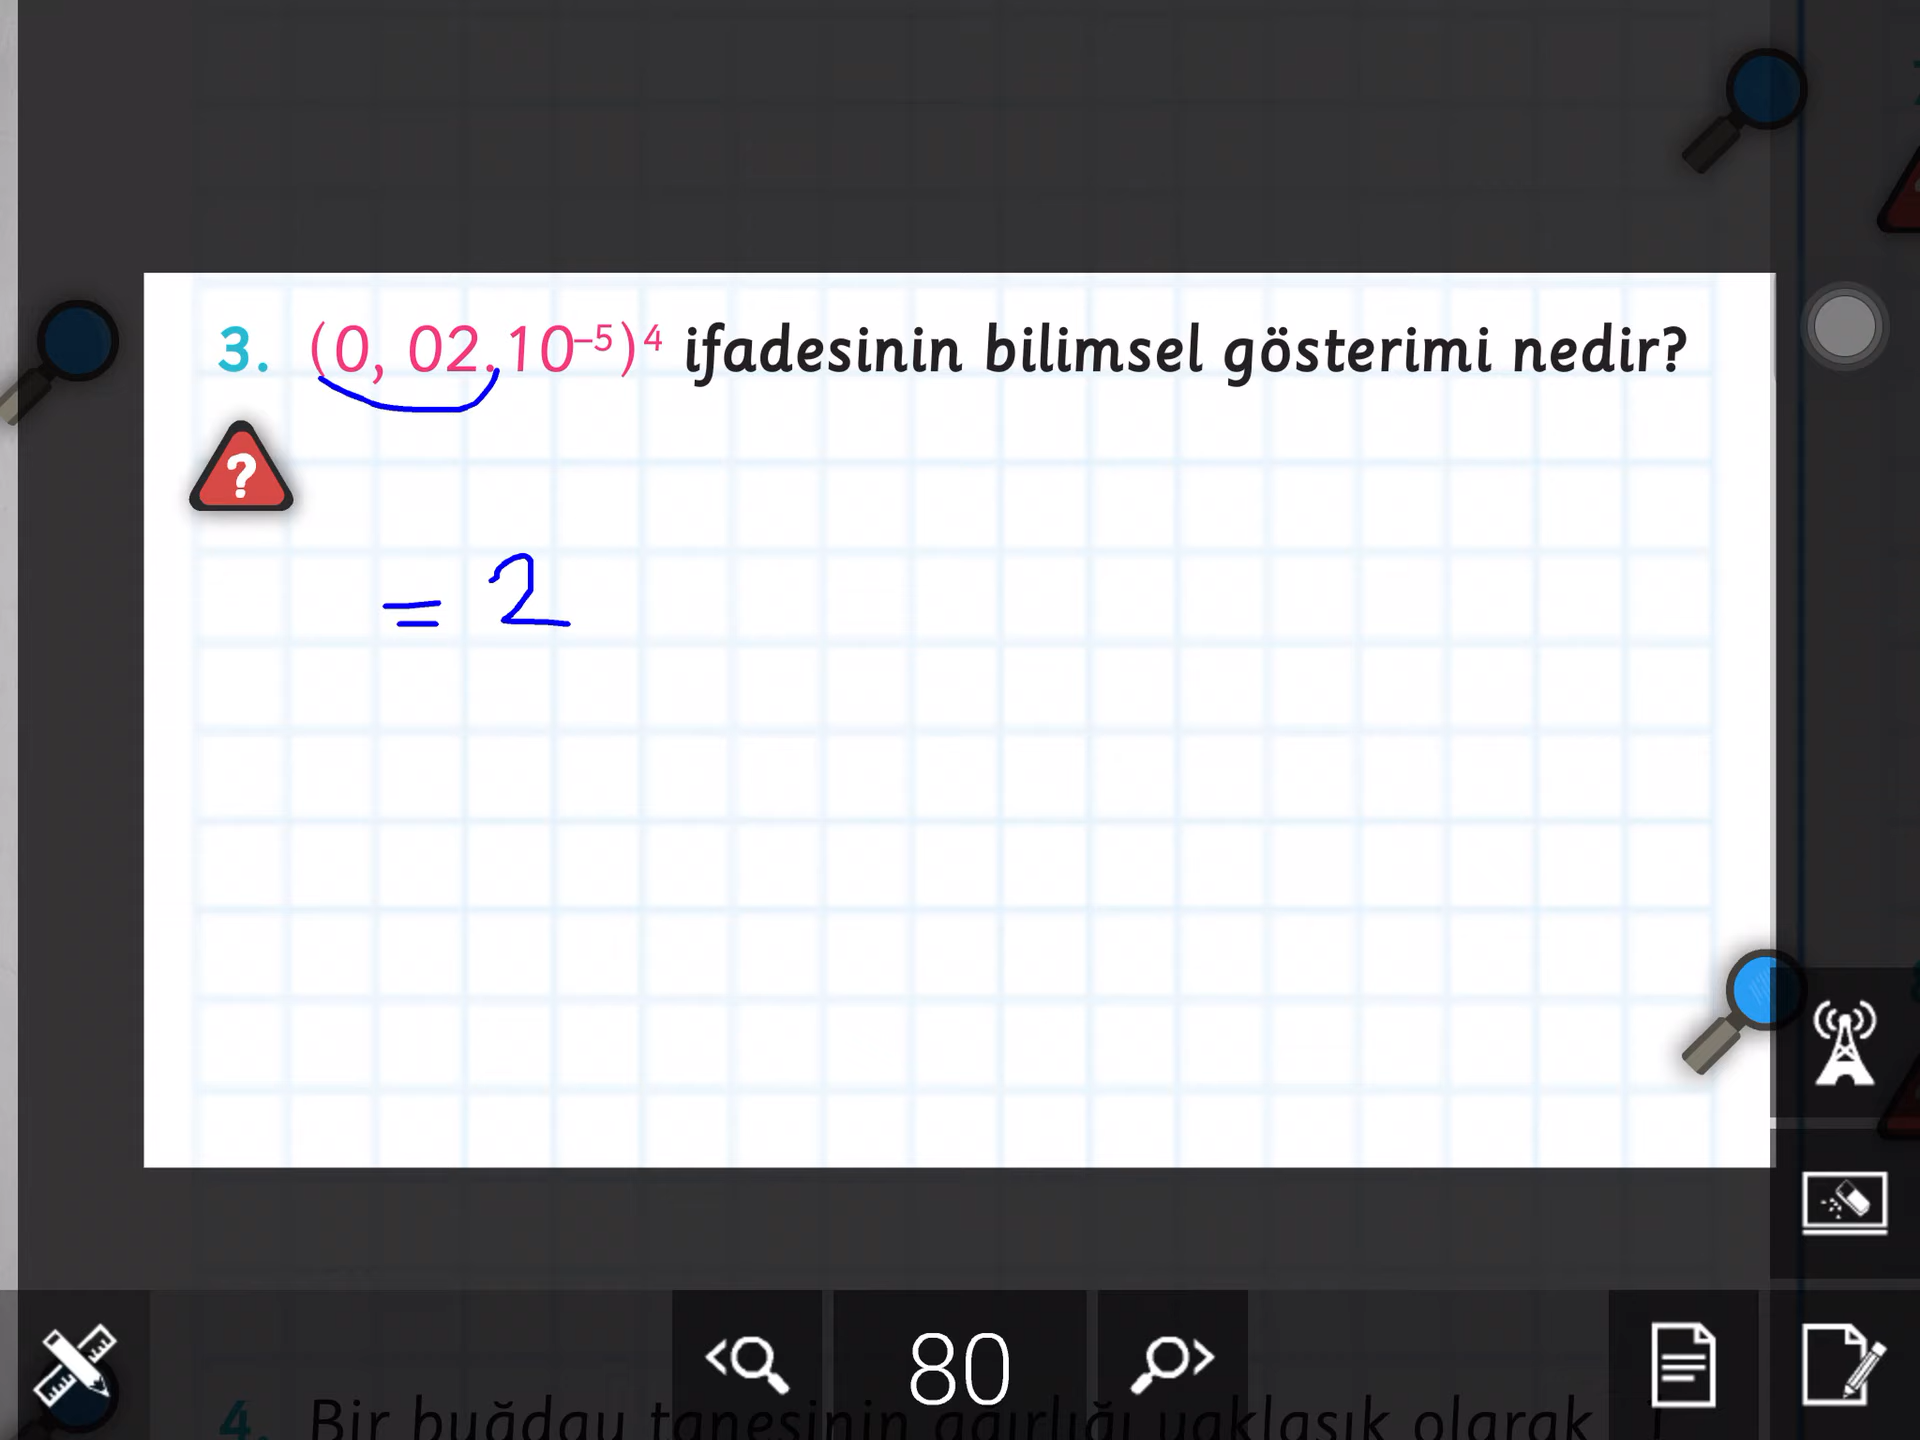 3. (0, 02.10⁻⁵)⁴ ifadesinin bilimsel gösterimi nedir?
?
= 2
80
4. Bir buğday tanesinin ağırlığı yaklaşık olarak